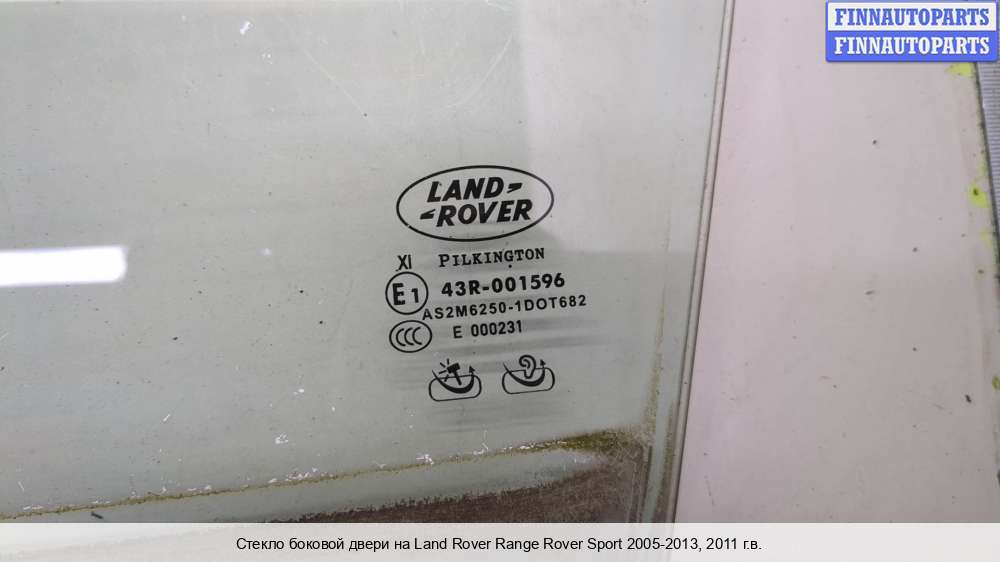 FINNAUTOPARTS
FINNAUTOPARTS
LAND-
-ROVER
XI PILKINGTON
E1 43R-001596
AS2M6250-1DOT682
CCC E 000231
Стекло боковой двери на Land Rover Range Rover Sport 2005-2013, 2011 г.в.